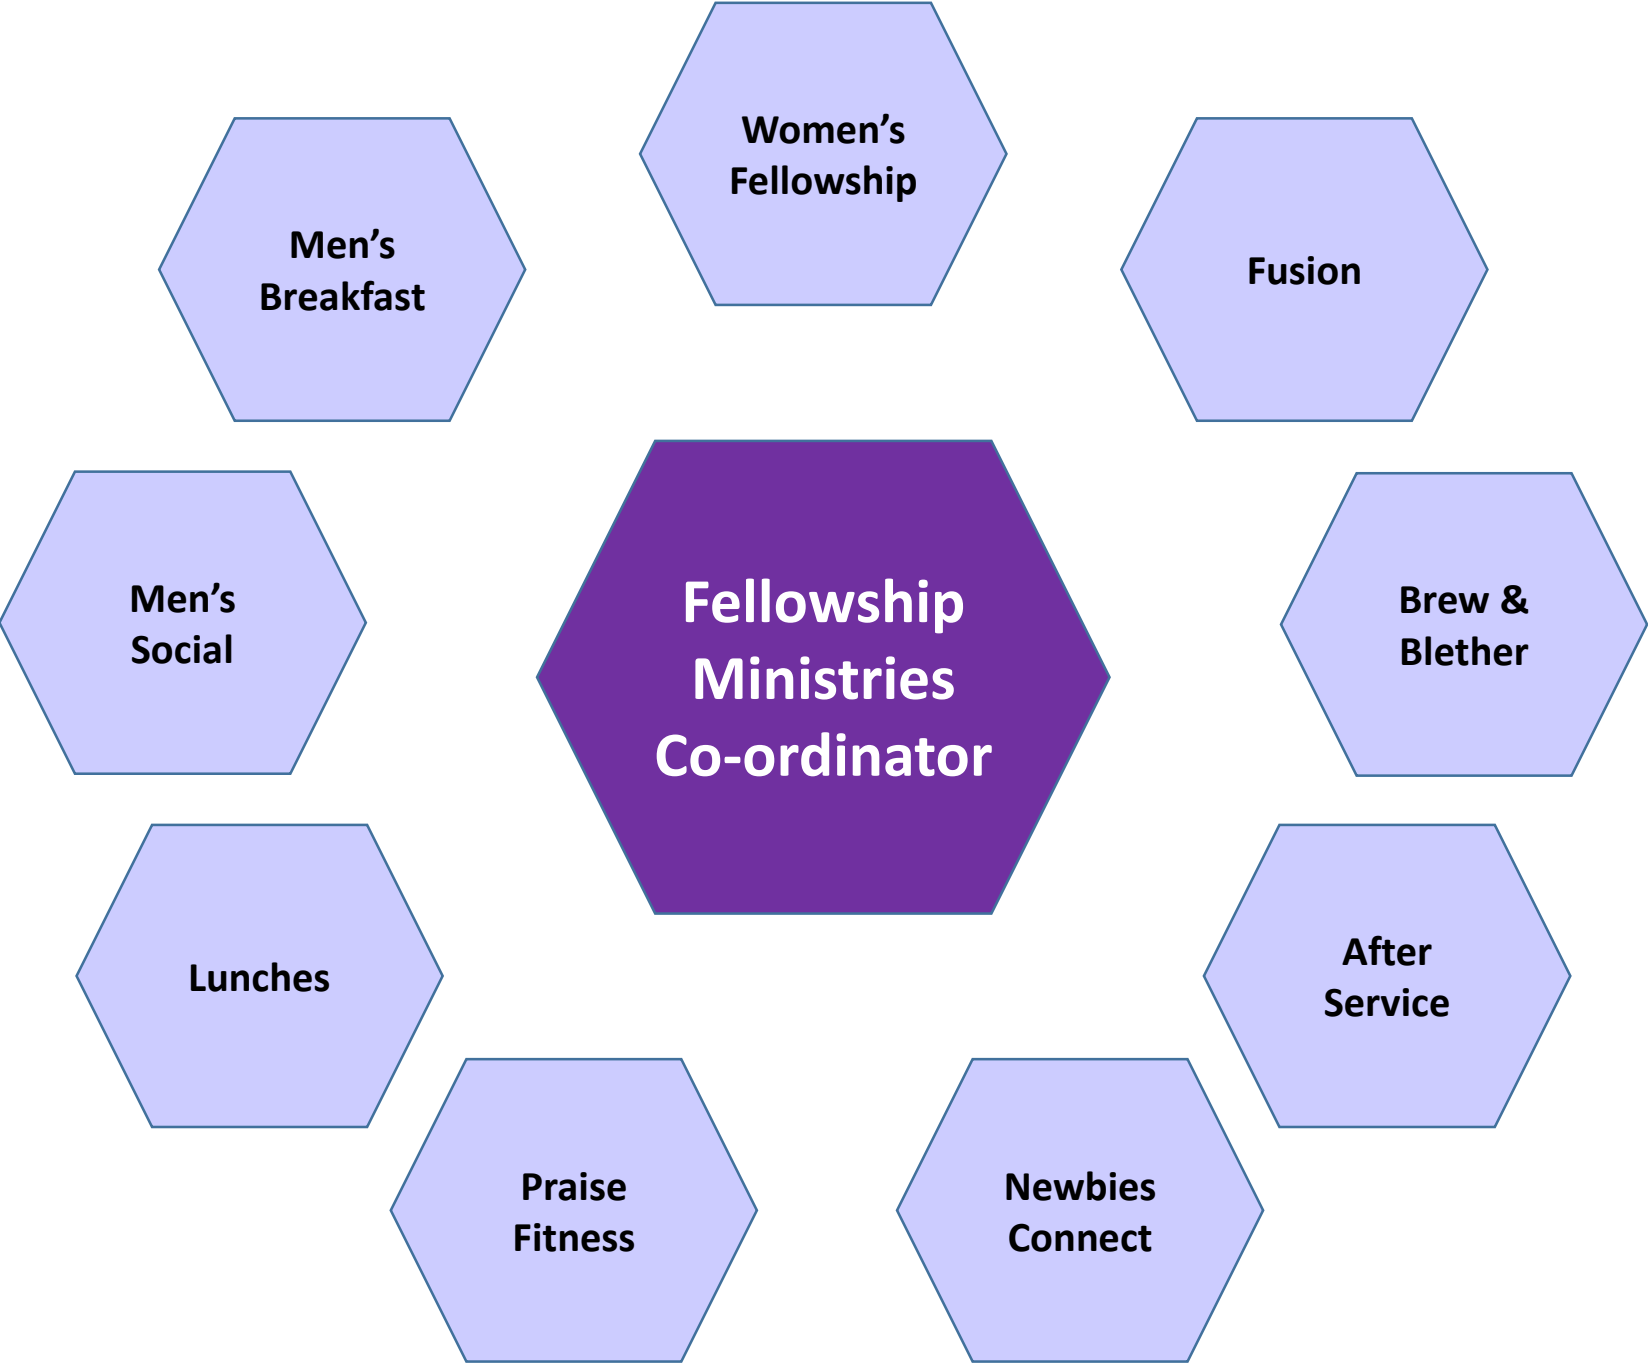 Women’s
Fellowship
Men’s
Breakfast
Fusion
Men’s
Social
Fellowship
Ministries
Co-ordinator
Brew &
Blether
Lunches
After
Service
Praise
Fitness
Newbies
Connect